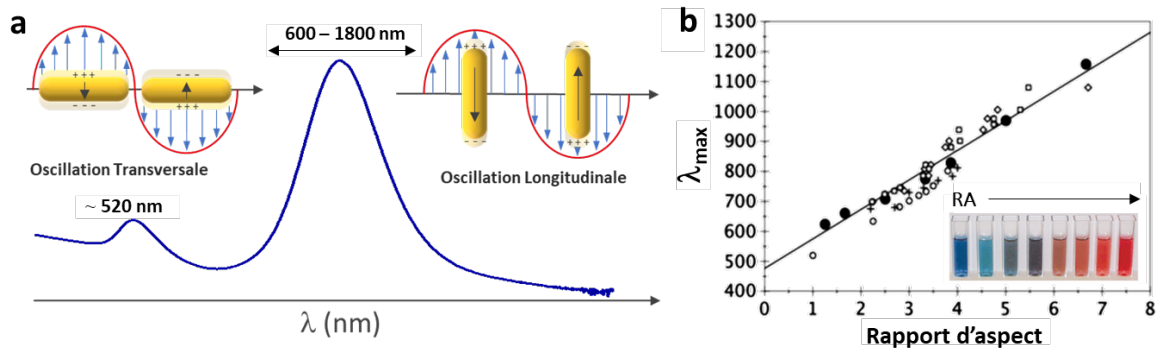 a
600 – 1800 nm
+++
- - -
- - -
+++
+++
- - -
- - -
+++
Oscillation Transversale
Oscillation Longitudinale
~ 520 nm
λ (nm)
b
1300
1200
1100
1000
900
800
700
600
500
400
λmax
RA
0 1 2 3 4 5 6 7 8
Rapport d’aspect